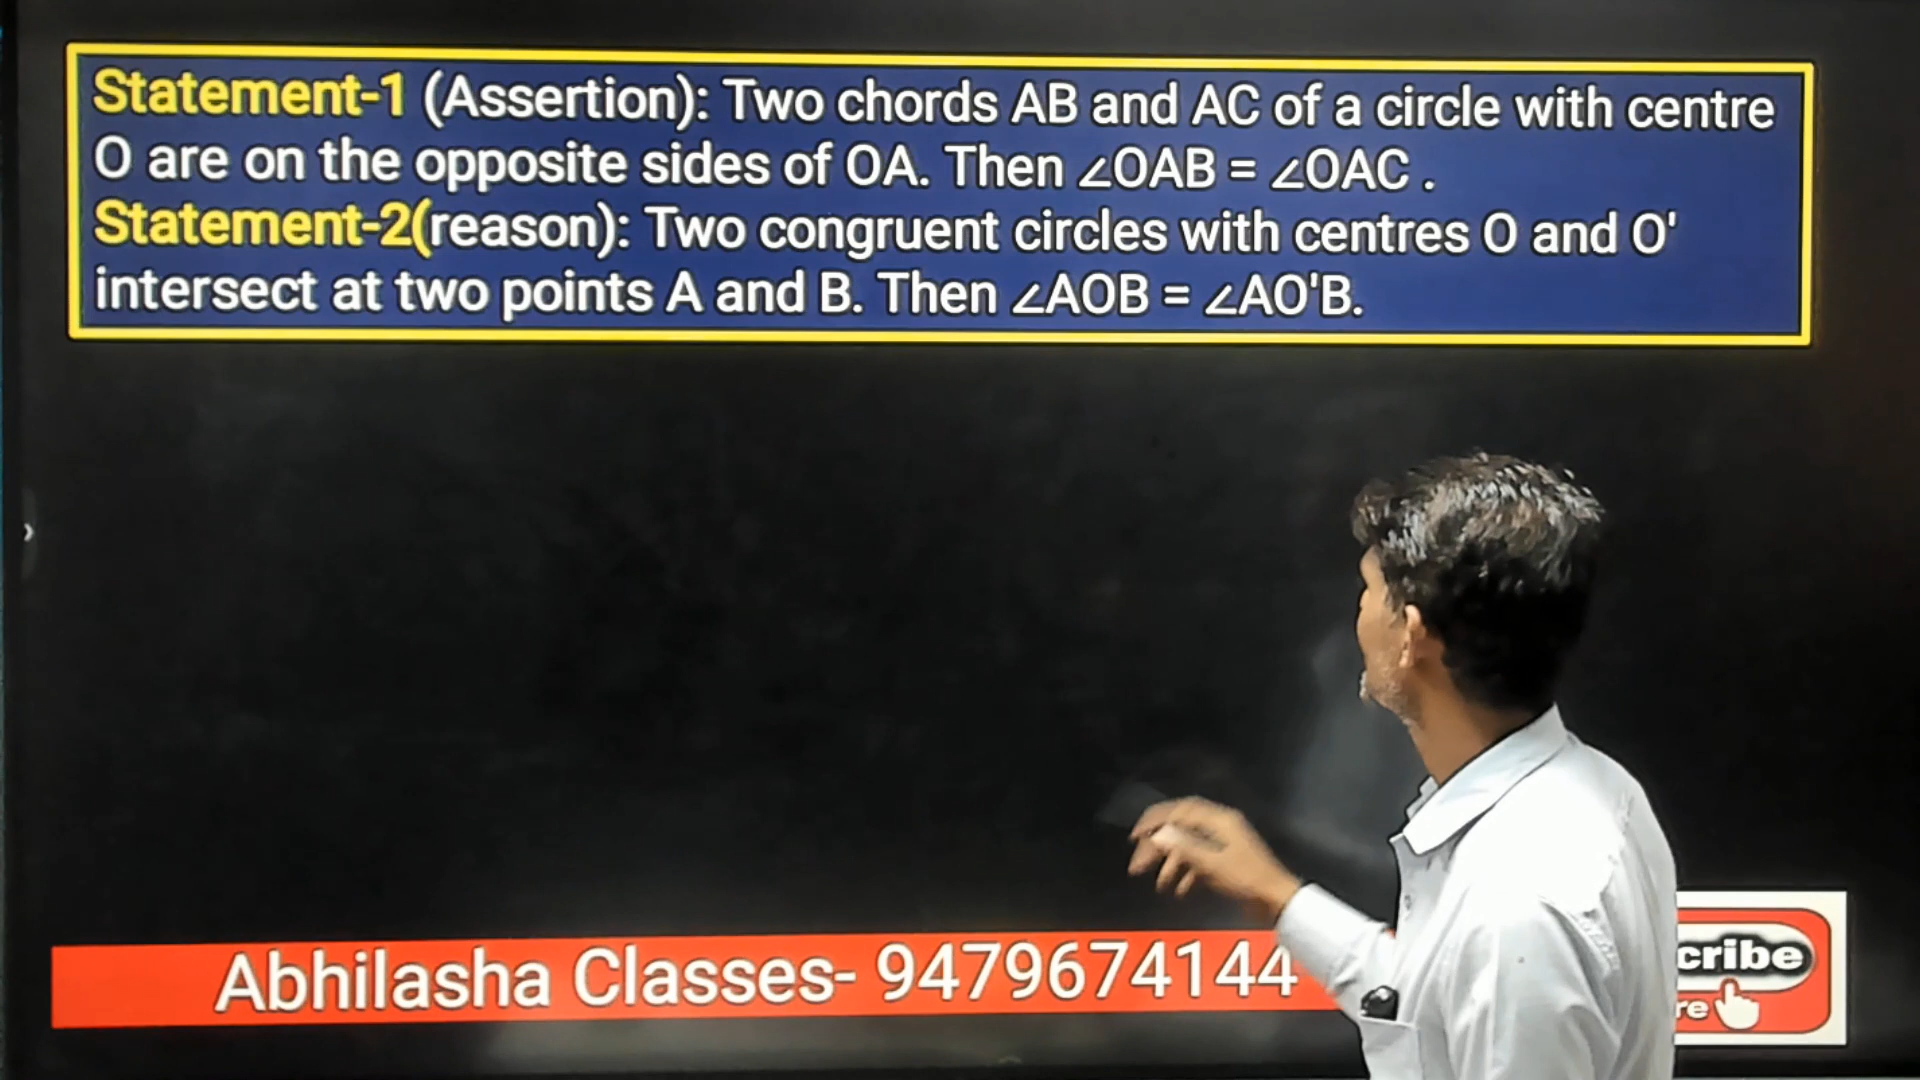 Statement-1 (Assertion): Two chords AB and AC of a circle with centre
O are on the opposite sides of OA. Then ∠OAB = ∠OAC .
Statement-2(reason): Two congruent circles with centres O and O'
intersect at two points A and B. Then ∠AOB = ∠AO'B.
Abhilasha Classes- 9479674144
cribe
re